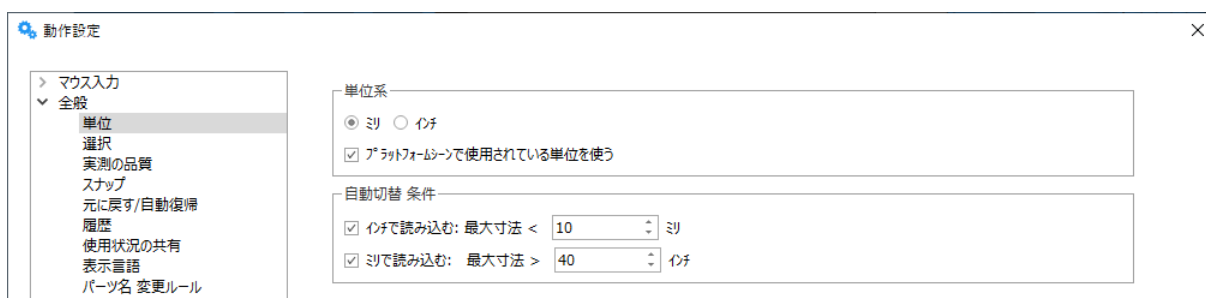 動作設定
マウス入力
全般
単位
選択
実測の品質
スナップ
元に戻す/自動復帰
履歴
使用状況の共有
表示言語
パーツ名 変更ルール
単位系
ミリ インチ
プラットフォームシーンで使用されている単位を使う
自動切替 条件
インチで読み込む: 最大寸法 < 10 ミリ
ミリで読み込む: 最大寸法 > 40 インチ